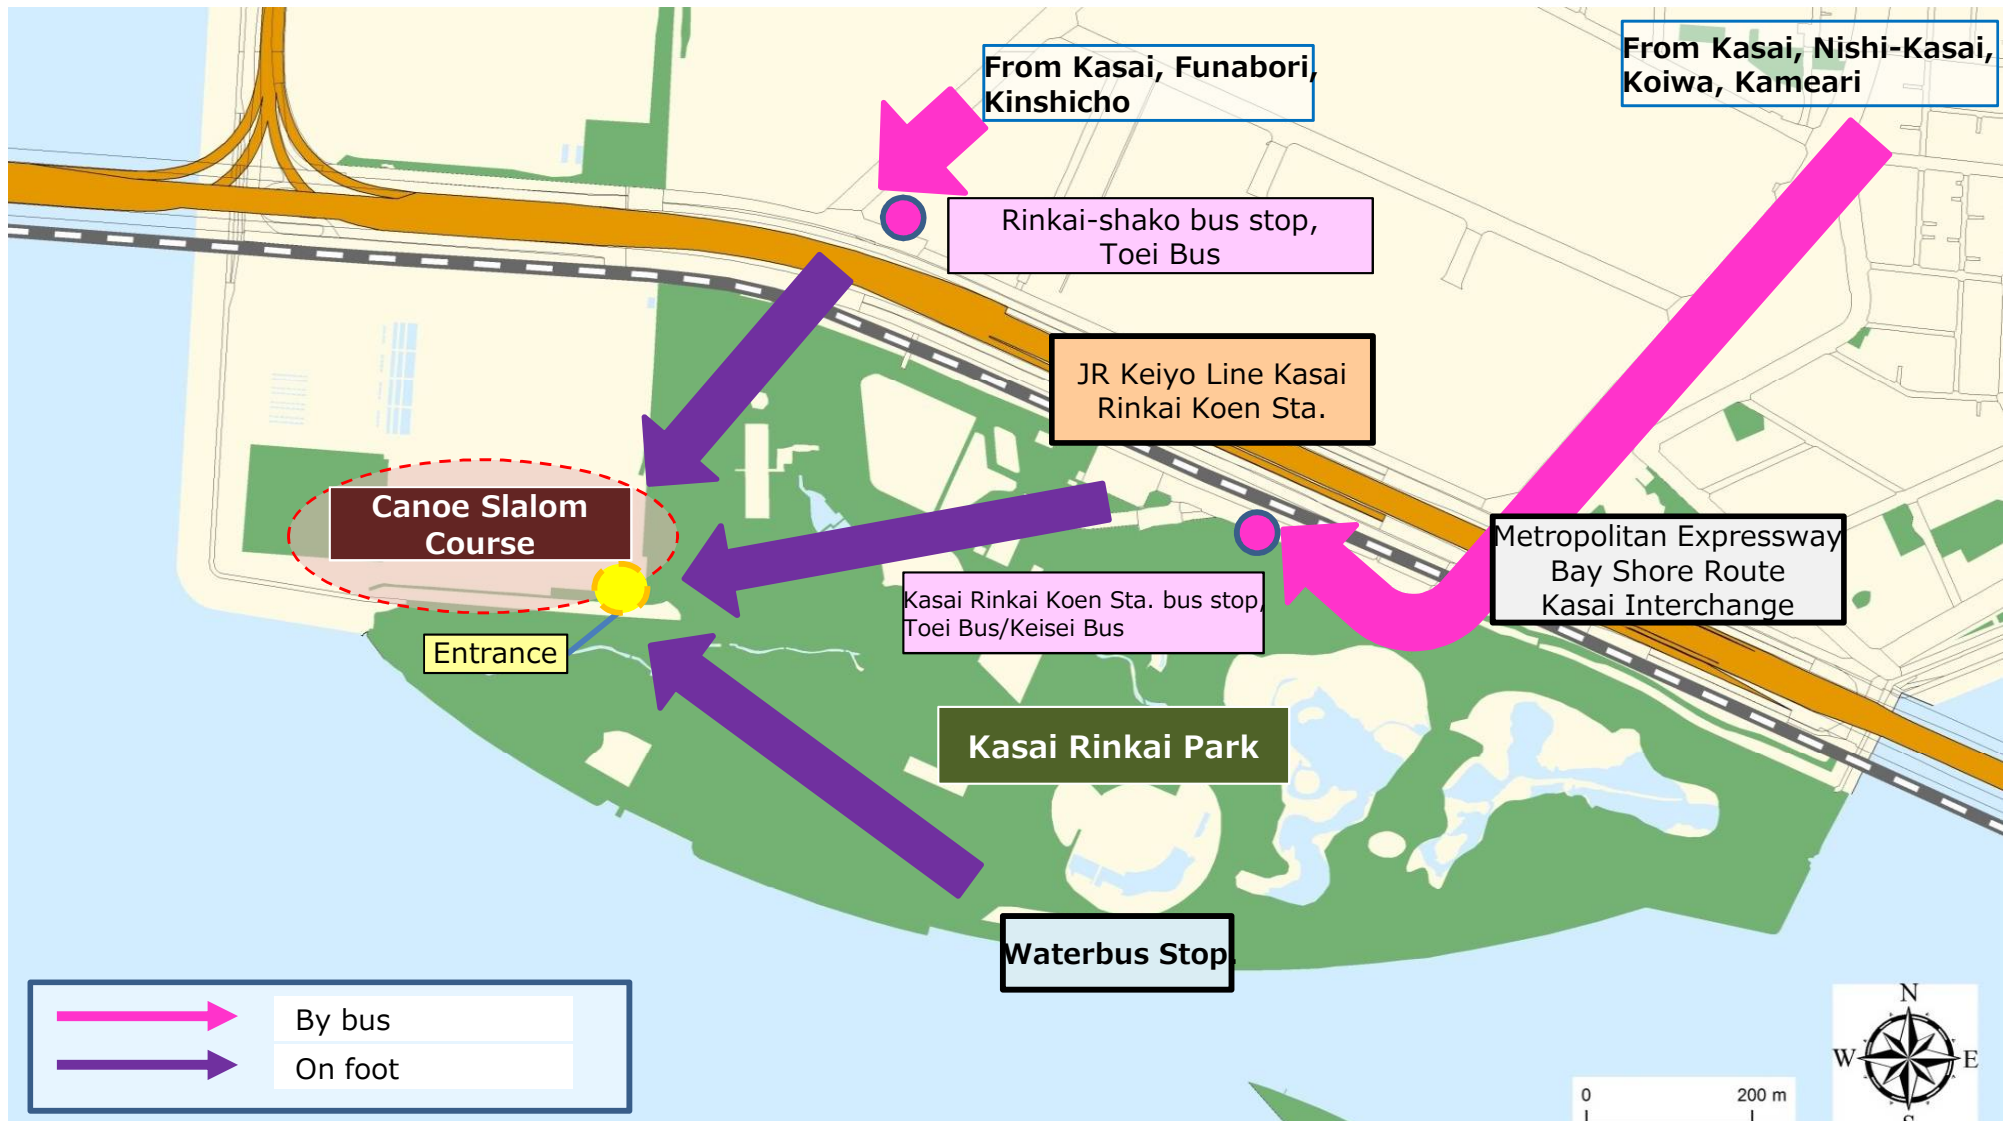 From Kasai, Funabori,
Kinshicho
From Kasai, Nishi-Kasai,
Koiwa, Kameari
Rinkai-shako bus stop,
Toei Bus
JR Keiyo Line Kasai
Rinkai Koen Sta.
Canoe Slalom
Course
Metropolitan Expressway
Bay Shore Route
Kasai Interchange
Kasai Rinkai Koen Sta. bus stop,
Toei Bus/Keisei Bus
Entrance
Kasai Rinkai Park
Waterbus Stop.
By bus
On foot
N
W
E
S
0 200 m